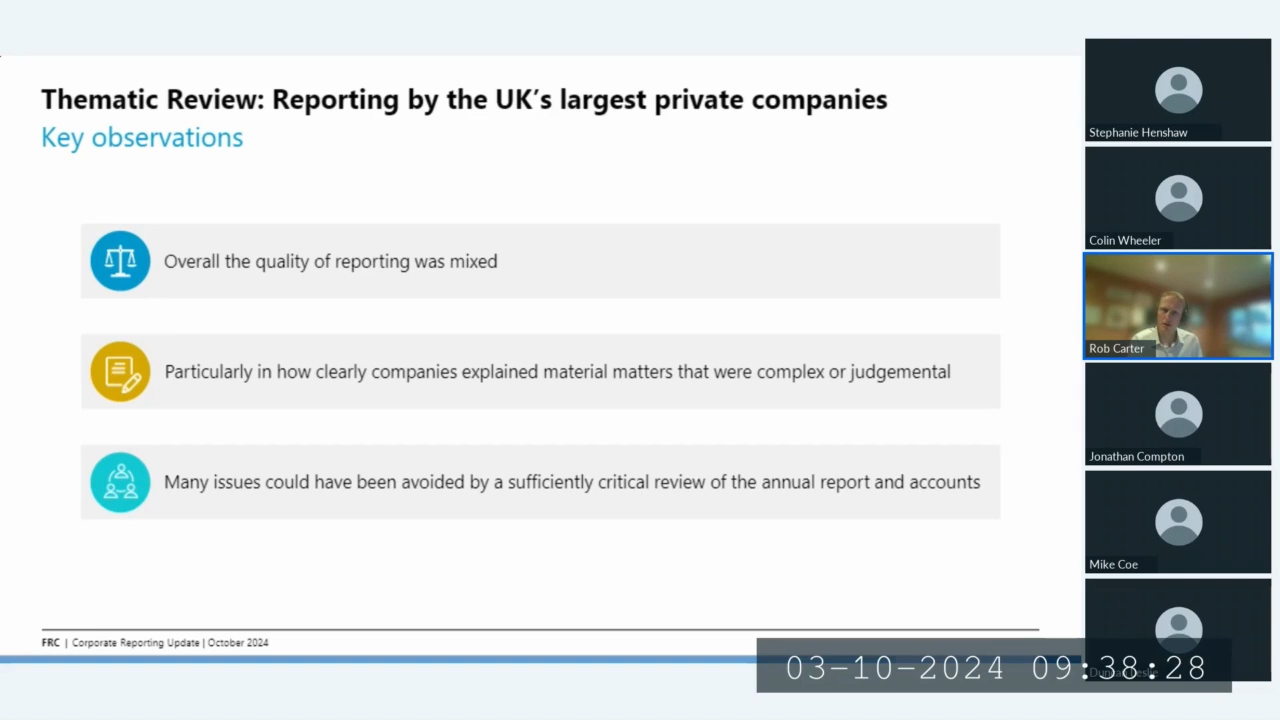 Thematic Review: Reporting by the UK's largest private companies
Key observations
Overall the quality of reporting was mixed
Particularly in how clearly companies explained material matters that were complex or judgemental
Many issues could have been avoided by a sufficiently critical review of the annual report and accounts
FRC | Corporate Reporting Update | October 2024
Stephanie Henshaw
Colin Wheeler
Rob Carter
Jonathan Compton
Mike Coe
03-10-2024 09:38:28